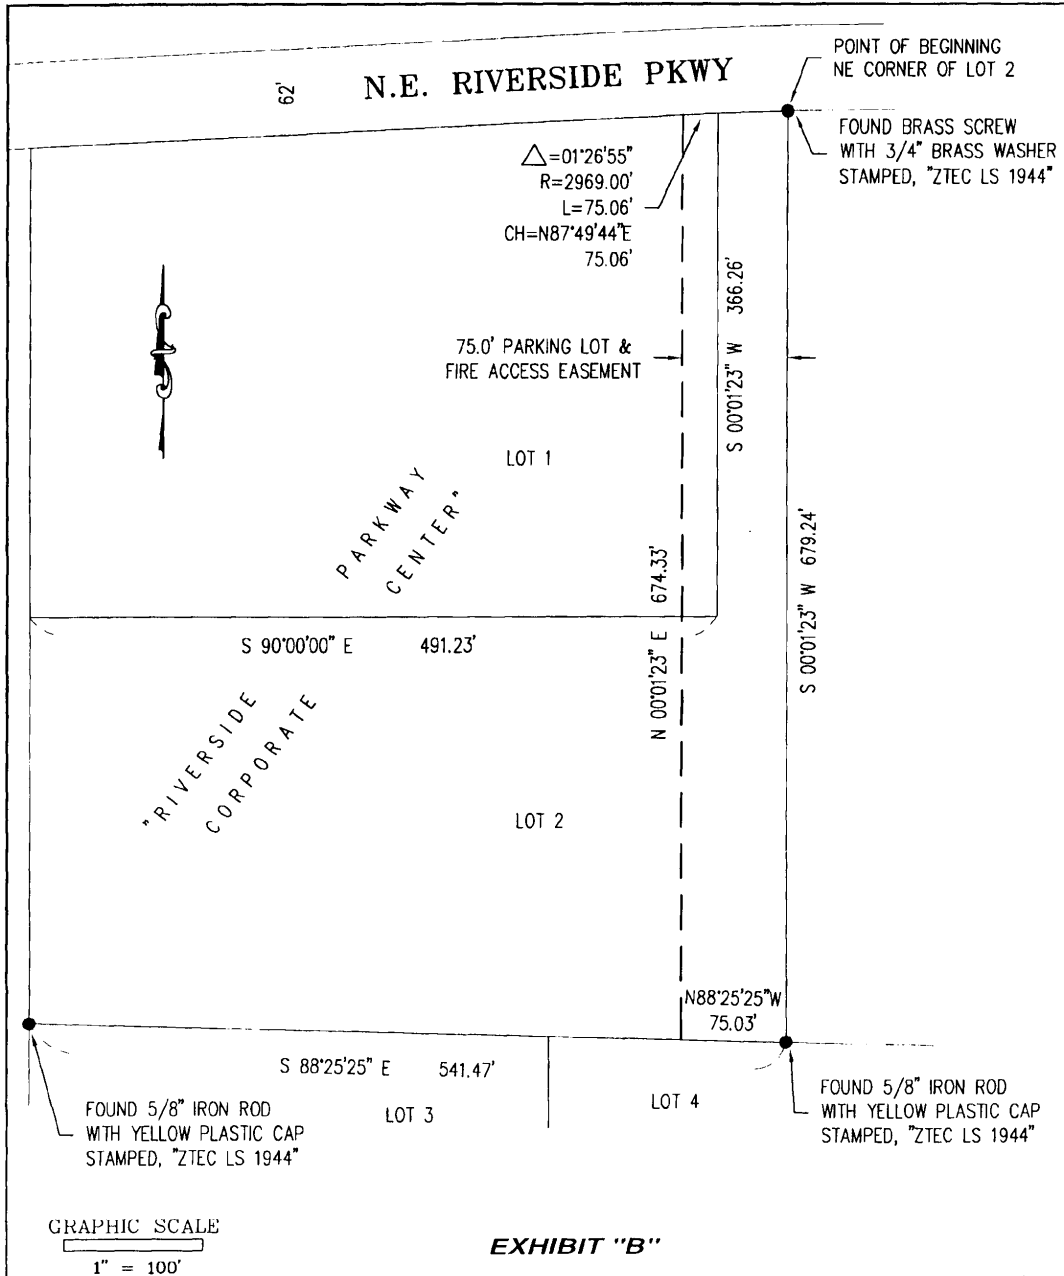 POINT OF BEGINNING
NE CORNER OF LOT 2
62'
N.E. RIVERSIDE PKWY
FOUND BRASS SCREW
WITH 3/4" BRASS WASHER
STAMPED, "ZTEC LS 1944"
△=01°26'55"
R=2969.00'
L=75.06'
CH=N87°49'44"E
75.06'
S 00°01'23" W 366.26'
75.0' PARKING LOT &
FIRE ACCESS EASEMENT
LOT 1
PARKWAY
CENTER"
N 00°01'23" E 674.33'
S 00°01'23" W 679.24'
S 90°00'00" E 491.23'
"RIVERSIDE
CORPORATE
LOT 2
N88°25'25"W
75.03'
S 88°25'25" E 541.47'
LOT 3
LOT 4
FOUND 5/8" IRON ROD
WITH YELLOW PLASTIC CAP
STAMPED, "ZTEC LS 1944"
FOUND 5/8" IRON ROD
WITH YELLOW PLASTIC CAP
STAMPED, "ZTEC LS 1944"
GRAPHIC SCALE
1" = 100'
EXHIBIT "B"